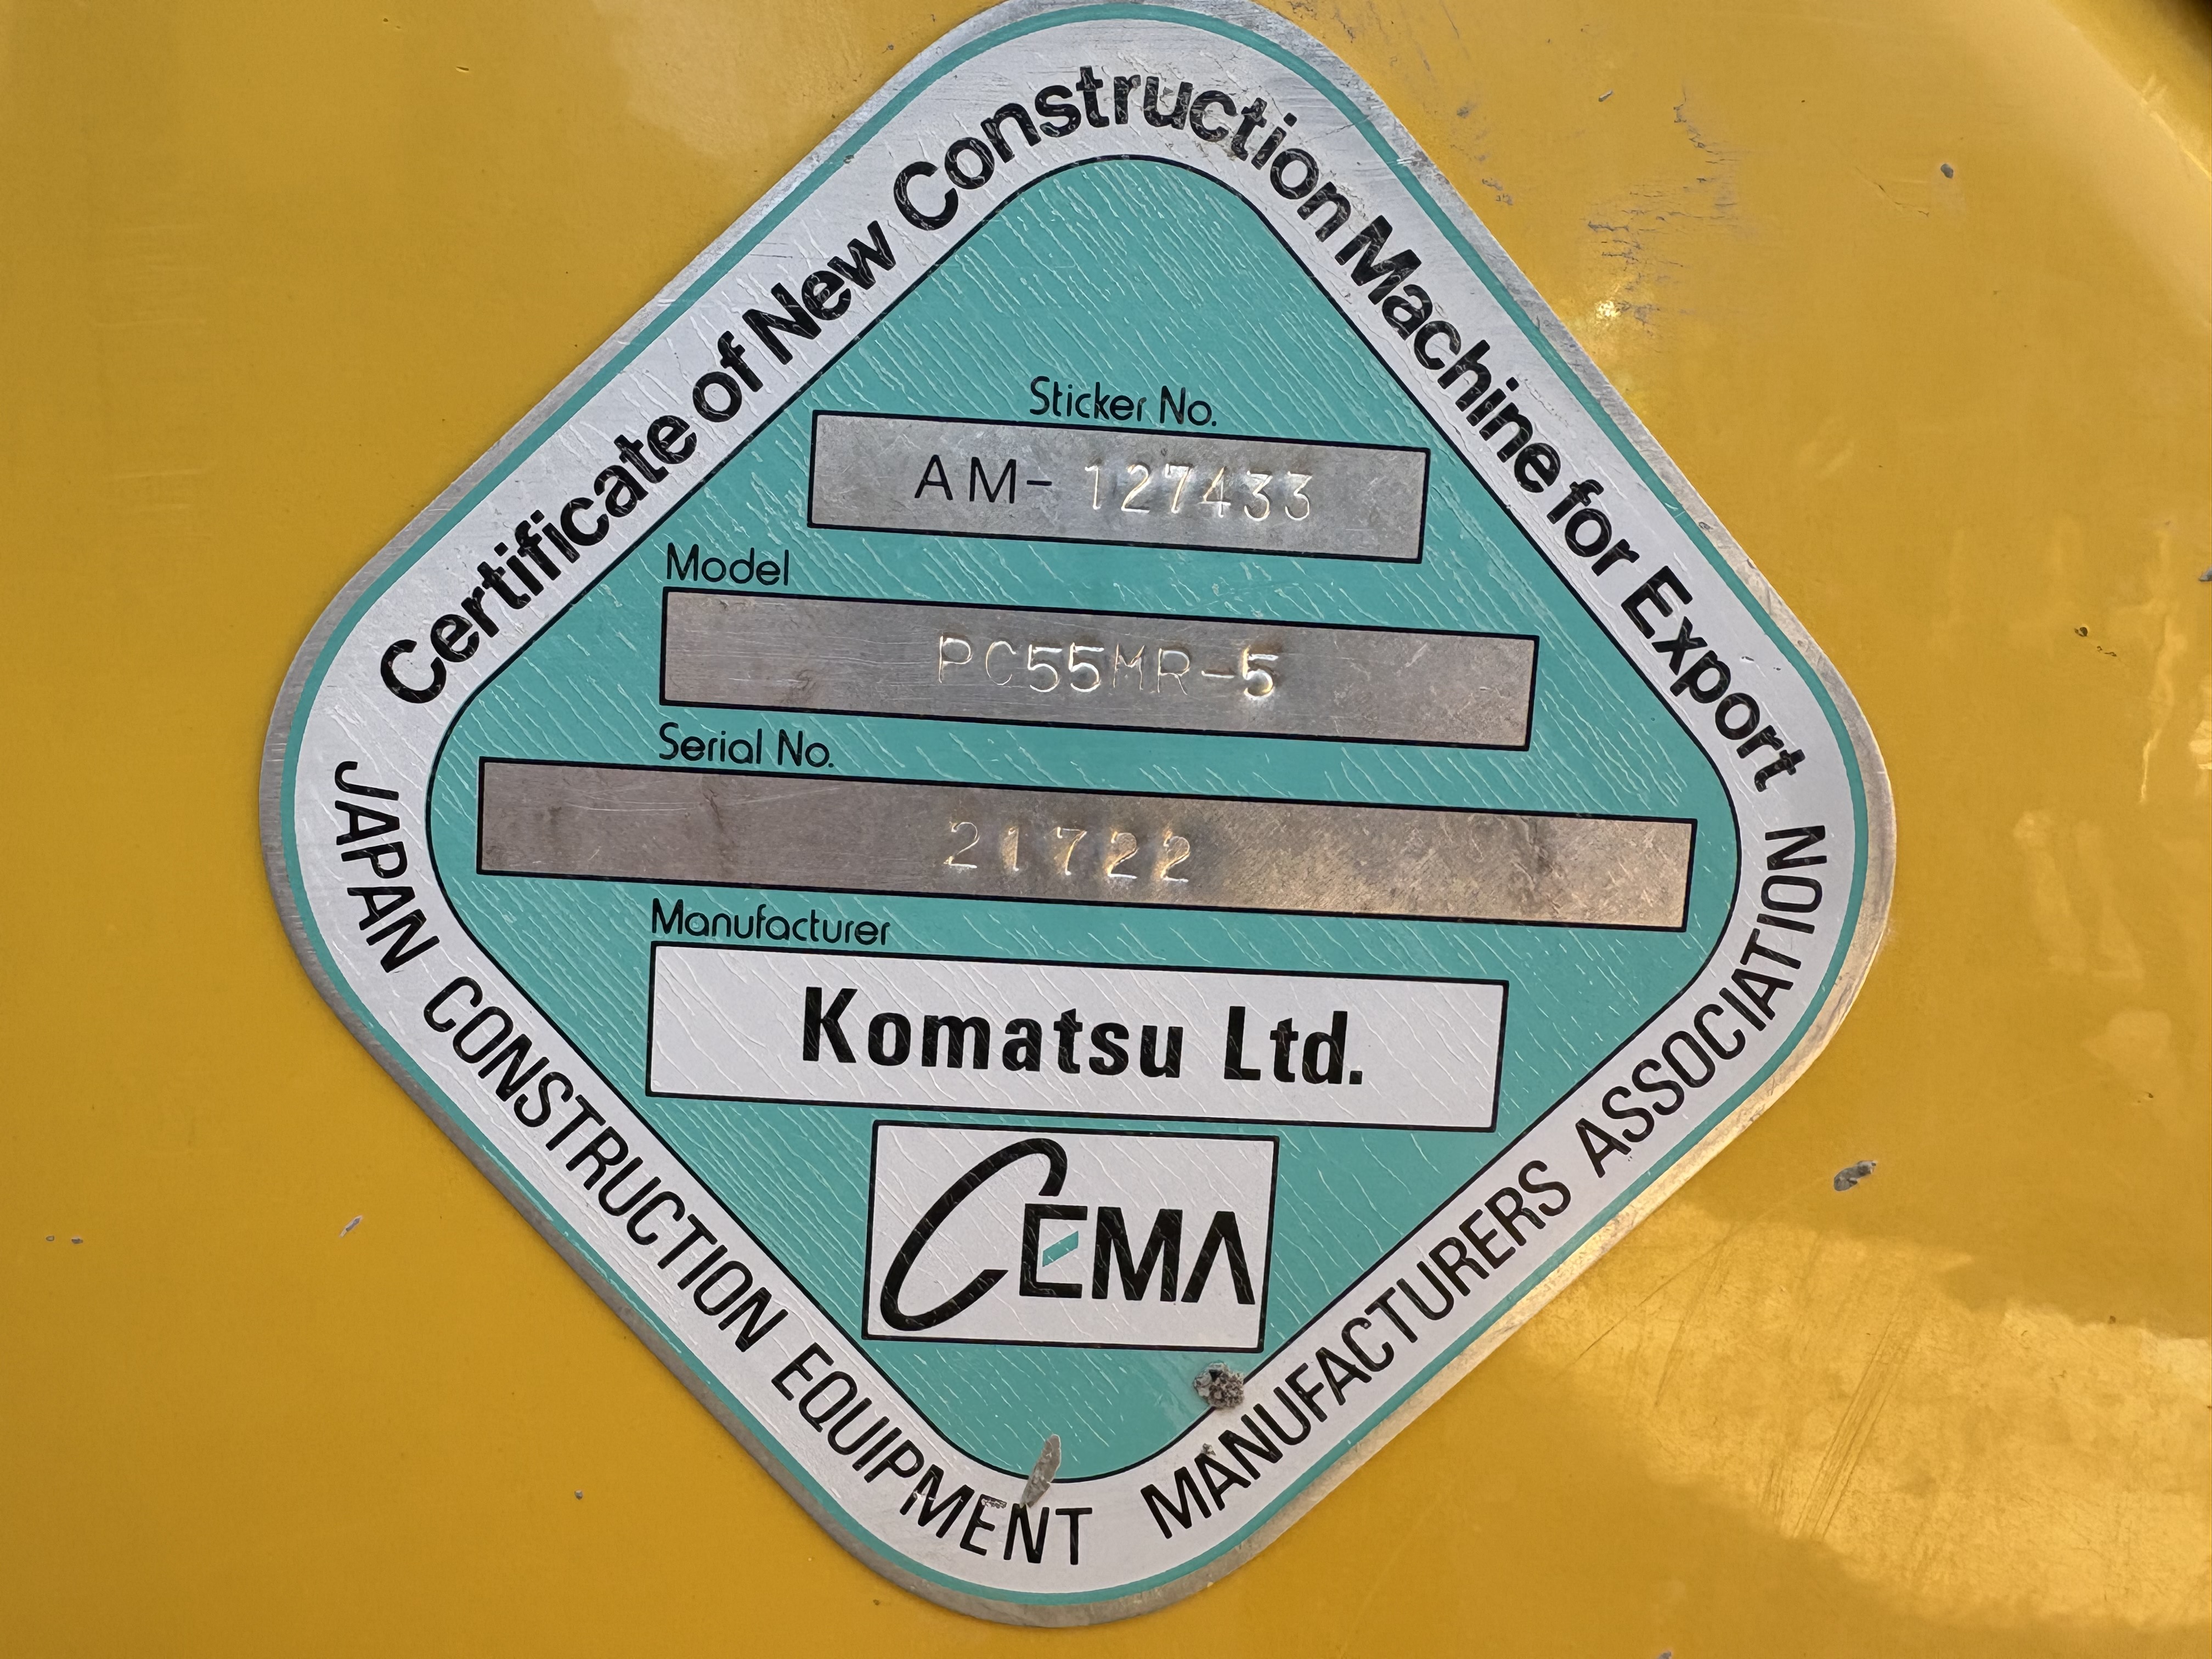 Certificate of New Construction Machine for Export
Sticker No.
AM- 127433
Model
PC55MR-5
Serial No.
21722
Manufacturer
Komatsu Ltd.
CEMA
JAPAN CONSTRUCTION EQUIPMENT MANUFACTURERS ASSOCIATION